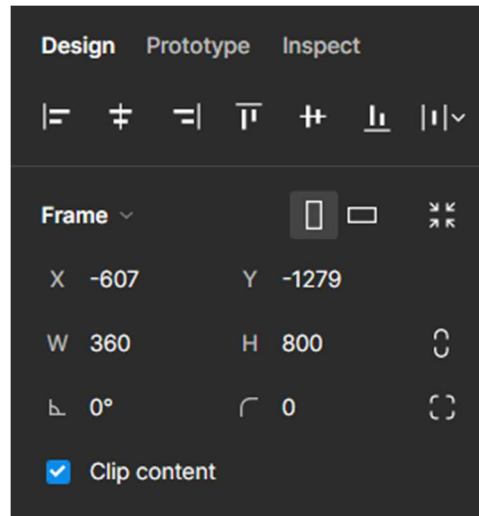 Design Prototype Inspect
Frame
X -607 Y -1279
W 360 H 800
0° 0
Clip content